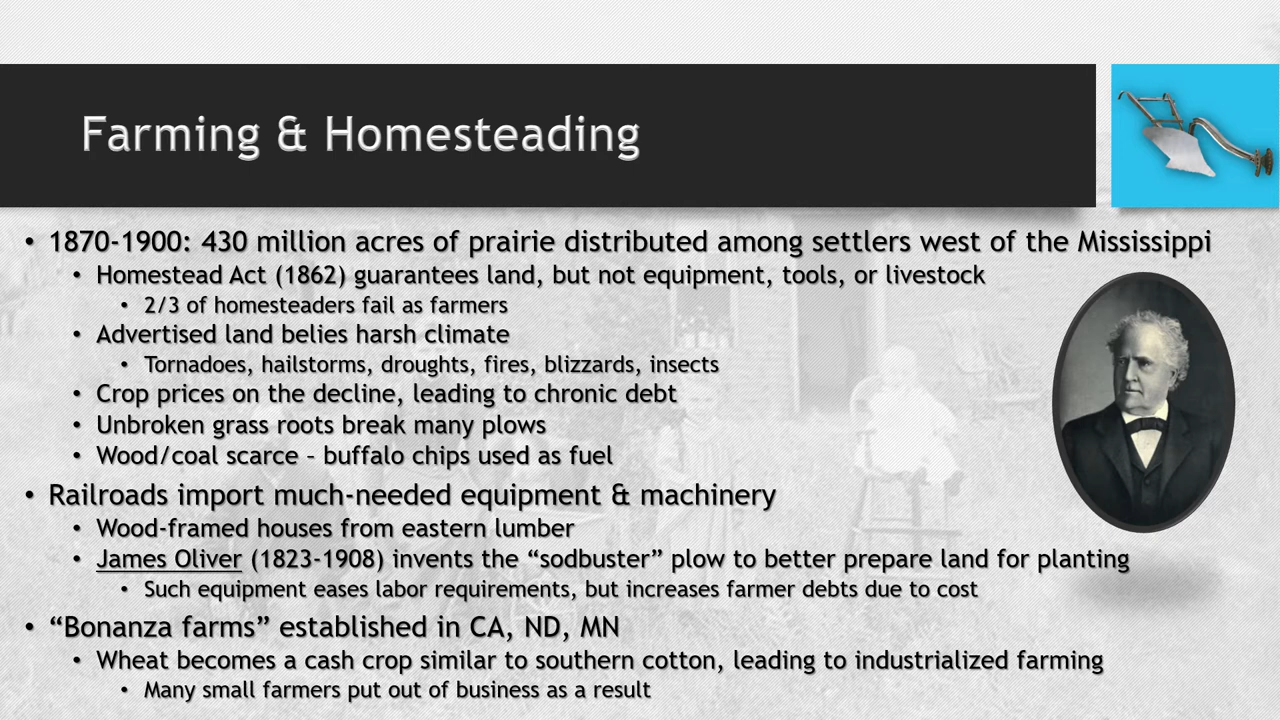 Farming & Homesteading
• 1870-1900: 430 million acres of prairie distributed among settlers west of the Mississippi
• Homestead Act (1862) guarantees land, but not equipment, tools, or livestock
• 2/3 of homesteaders fail as farmers
• Advertised land belies harsh climate
• Tornadoes, hailstorms, droughts, fires, blizzards, insects
• Crop prices on the decline, leading to chronic debt
• Unbroken grass roots break many plows
• Wood/coal scarce – buffalo chips used as fuel
• Railroads import much-needed equipment & machinery
• Wood-framed houses from eastern lumber
• James Oliver (1823-1908) invents the “sodbuster” plow to better prepare land for planting
• Such equipment eases labor requirements, but increases farmer debts due to cost
• “Bonanza farms” established in CA, ND, MN
• Wheat becomes a cash crop similar to southern cotton, leading to industrialized farming
• Many small farmers put out of business as a result